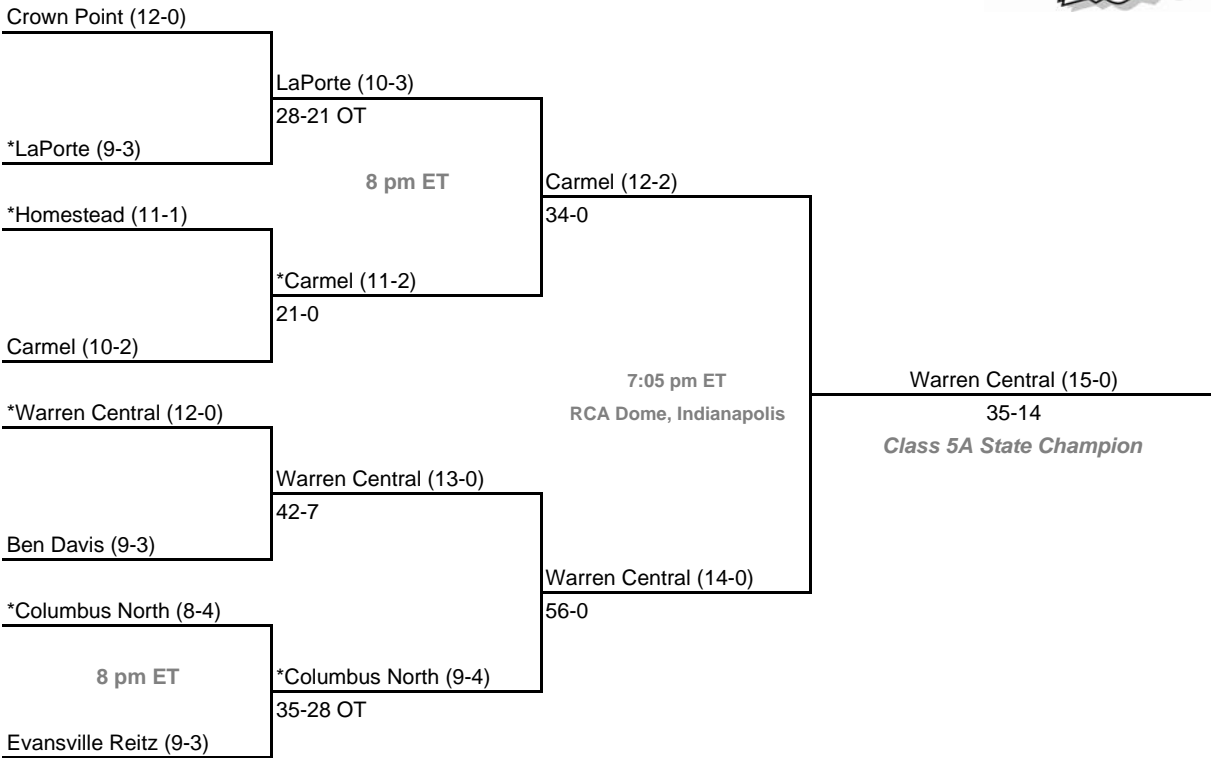 Crown Point (12-0)
LaPorte (10-3)
28-21 OT
*LaPorte (9-3)
8 pm ET
Carmel (12-2)
34-0
*Homestead (11-1)
*Carmel (11-2)
21-0
Carmel (10-2)
7:05 pm ET
RCA Dome, Indianapolis
Warren Central (15-0)
35-14
Class 5A State Champion
*Warren Central (12-0)
Warren Central (13-0)
42-7
Ben Davis (9-3)
Warren Central (14-0)
56-0
*Columbus North (8-4)
8 pm ET
*Columbus North (9-4)
35-28 OT
Evansville Reitz (9-3)